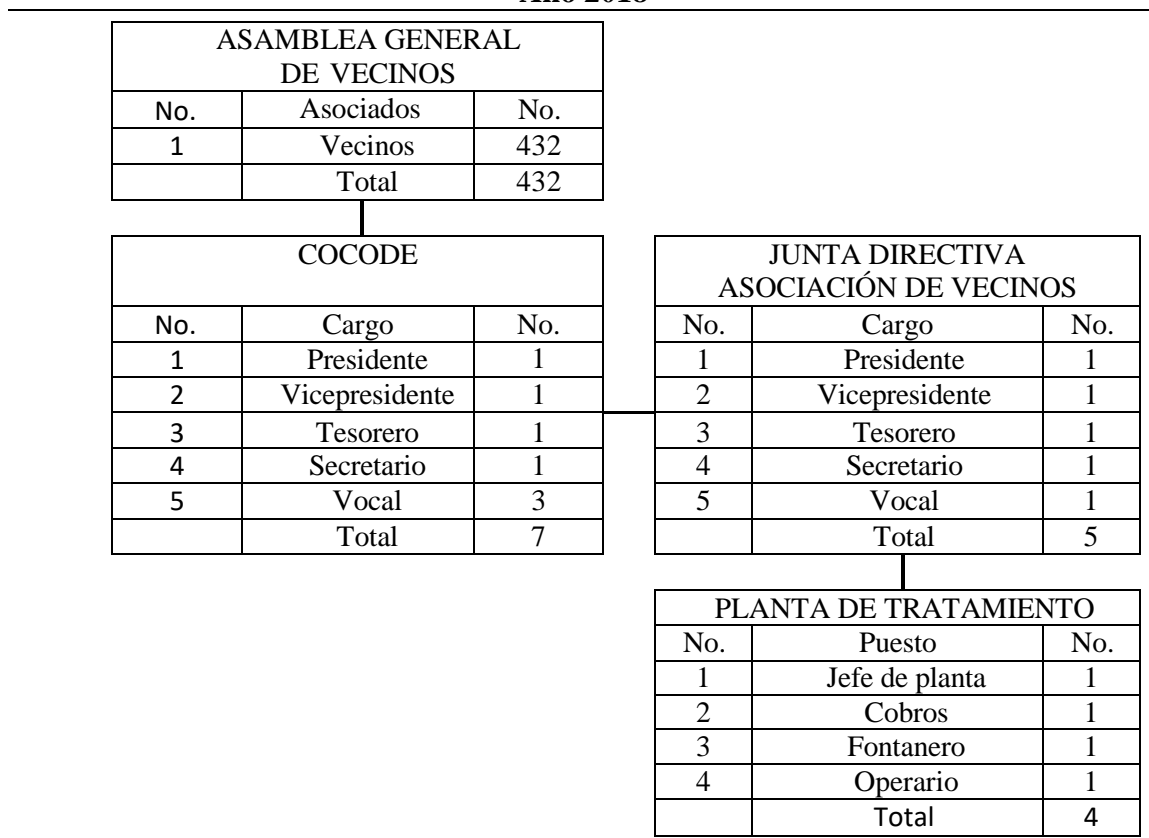 ASAMBLEA GENERAL
DE VECINOS
No. Asociados No.
1 Vecinos 432
Total 432
COCODE
No. Cargo No.
1 Presidente 1
2 Vicepresidente 1
3 Tesorero 1
4 Secretario 1
5 Vocal 3
Total 7
JUNTA DIRECTIVA
ASOCIACIÓN DE VECINOS
No. Cargo No.
1 Presidente 1
2 Vicepresidente 1
3 Tesorero 1
4 Secretario 1
5 Vocal 1
Total 5
PLANTA DE TRATAMIENTO
No. Puesto No.
1 Jefe de planta 1
2 Cobros 1
3 Fontanero 1
4 Operario 1
Total 4